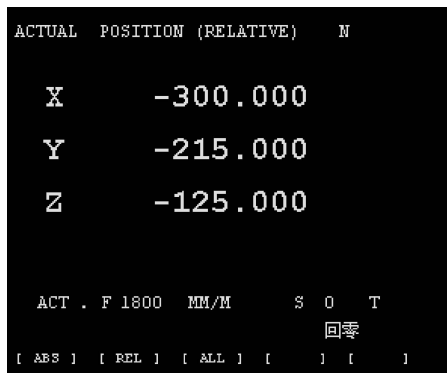 ACTUAL POSITION (RELATIVE) N
X -300.000
Y -215.000
Z -125.000
ACT . F 1800 MM/M S 0 T
回零
[ ABS ] [ REL ] [ ALL ] [ ] [ ]